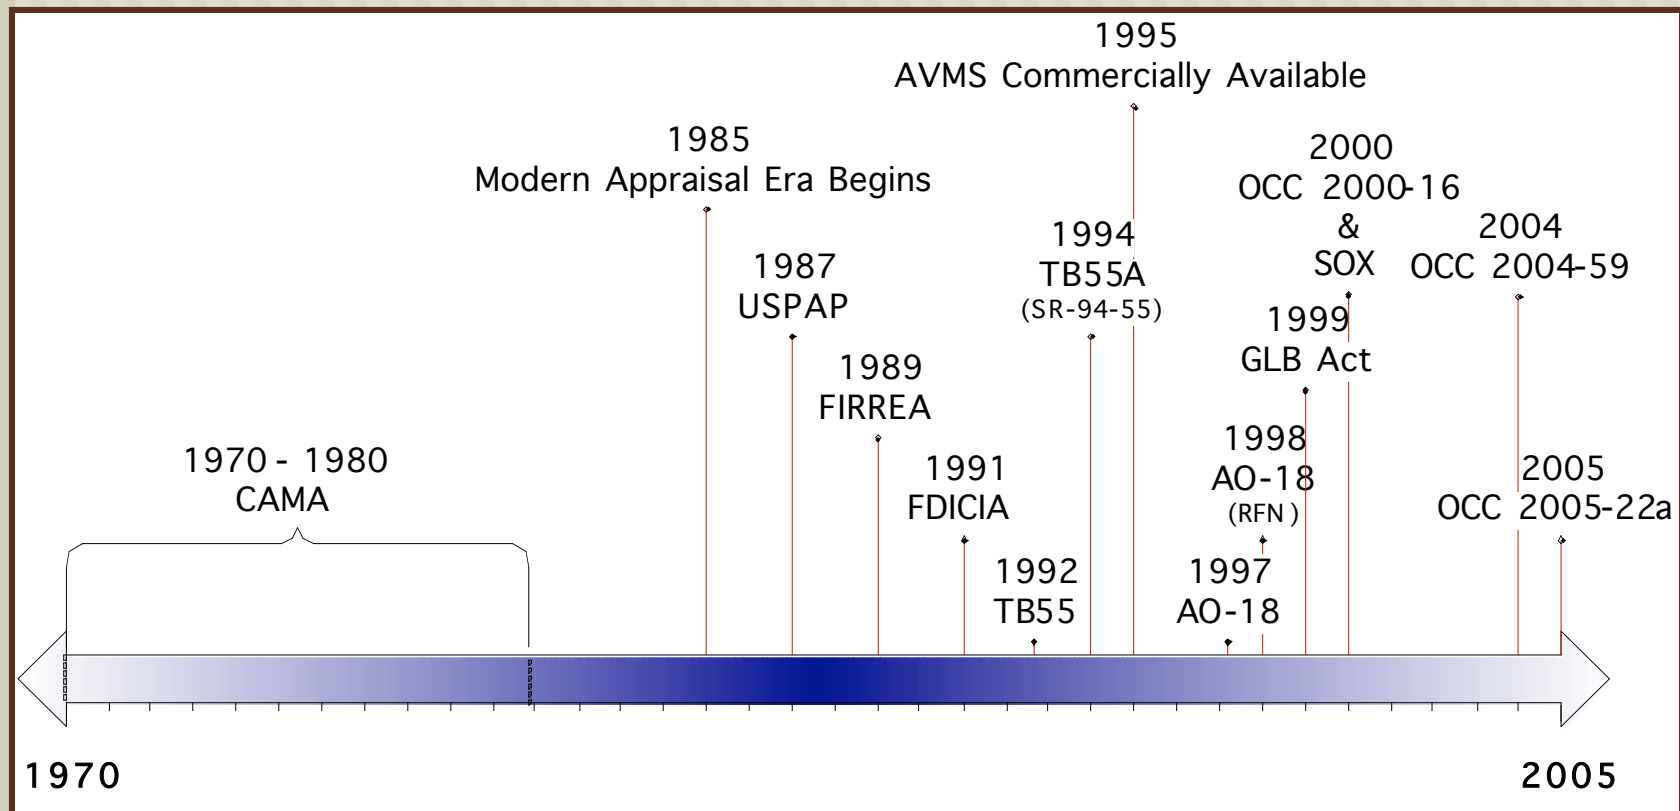 1995
AVMS Commercially Available
1985
Modern Appraisal Era Begins
2000
OCC 2000-16
&
SOX
1994
TB55A
(SR-94-55)
2004
OCC 2004-59
1987
USPAP
1999
GLB Act
1989
FIRREA
1998
AO-18
(RFN)
1970 - 1980
CAMA
1991
FDICIA
2005
OCC 2005-22a
1992
TB55
1997
AO-18
1970
2005